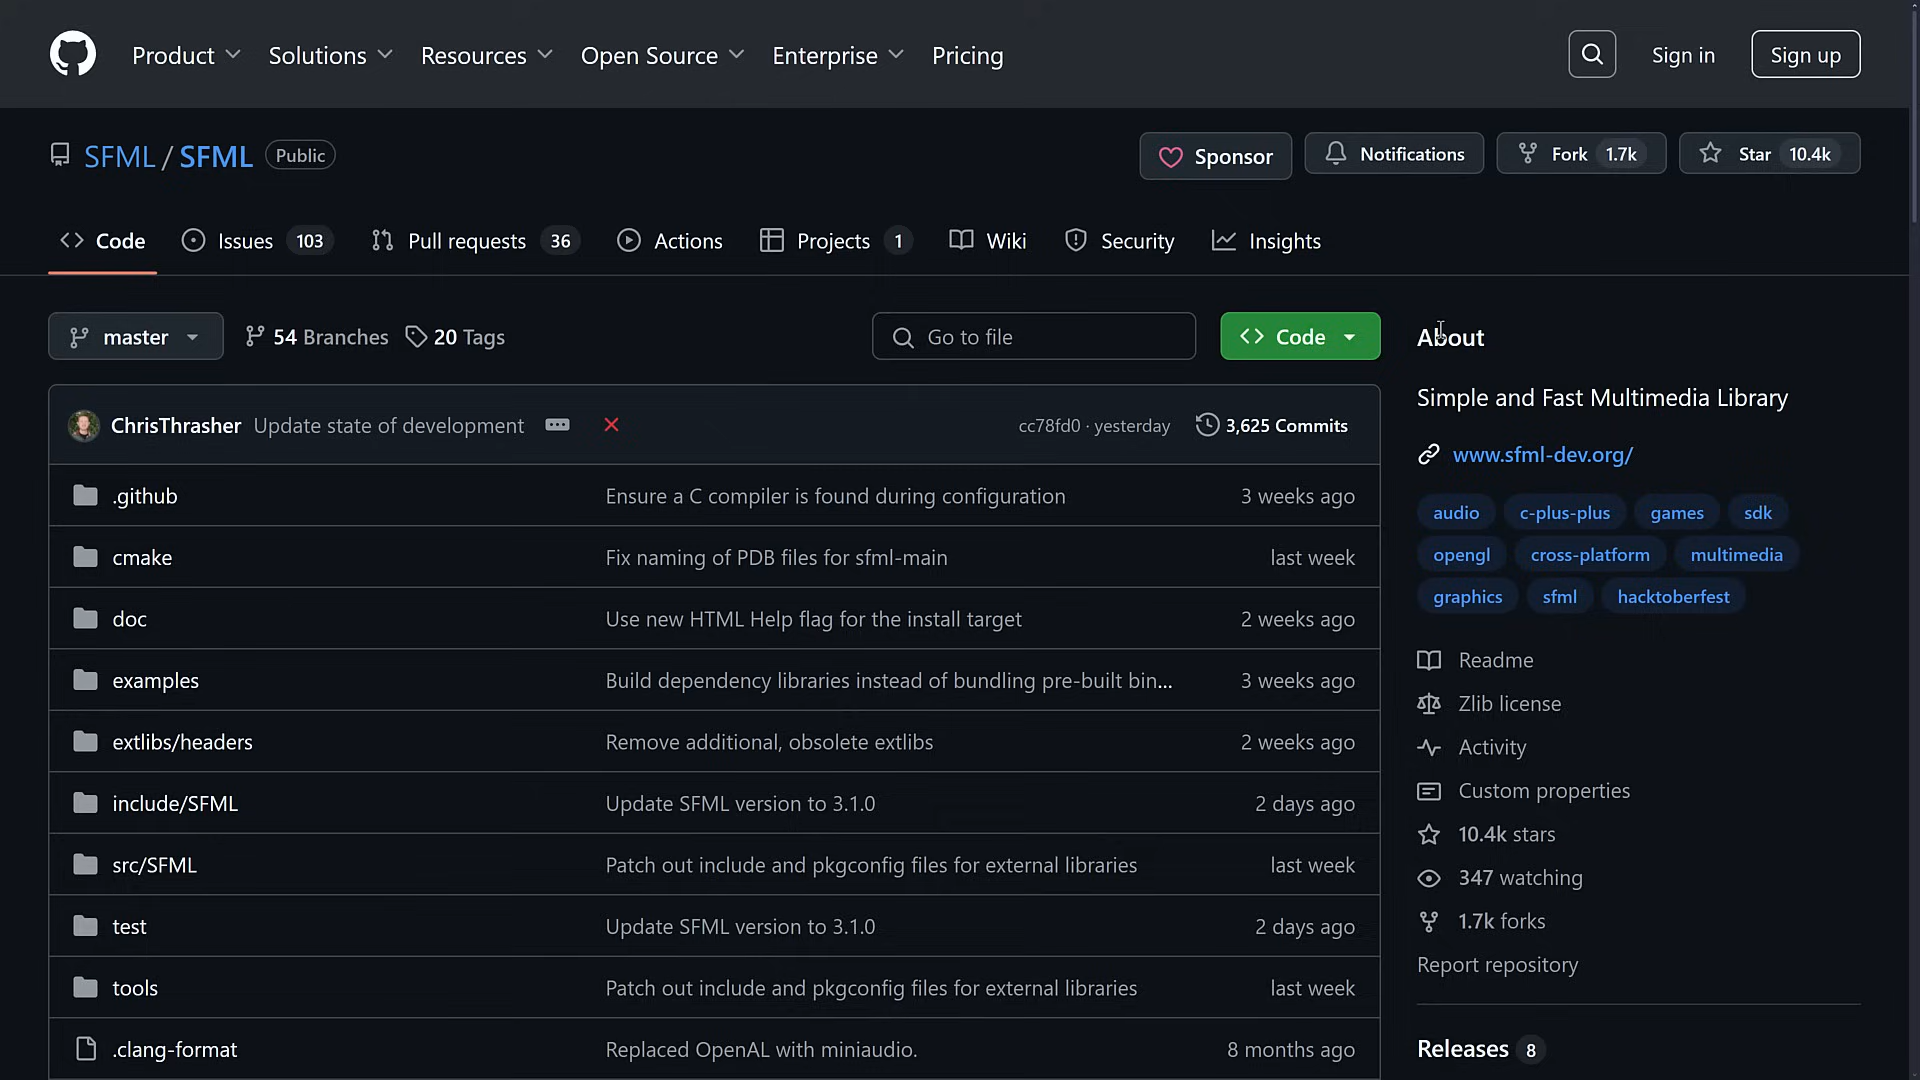 Product Solutions Resources Open Source Enterprise Pricing Sign in Sign up
SFML / SFML Public Sponsor Notifications Fork 1.7k Star 10.4k
Code Issues 103 Pull requests 36 Actions Projects 1 Wiki Security Insights
master 54 Branches 20 Tags Go to file Code
ChrisThrasher Update state of development cc78fd0 · yesterday 3,625 Commits
.github Ensure a C compiler is found during configuration 3 weeks ago
cmake Fix naming of PDB files for sfml-main last week
doc Use new HTML Help flag for the install target 2 weeks ago
examples Build dependency libraries instead of bundling pre-built bin... 3 weeks ago
extlibs/headers Remove additional, obsolete extlibs 2 weeks ago
include/SFML Update SFML version to 3.1.0 2 days ago
src/SFML Patch out include and pkgconfig files for external libraries last week
test Update SFML version to 3.1.0 2 days ago
tools Patch out include and pkgconfig files for external libraries last week
.clang-format Replaced OpenAL with miniaudio. 8 months ago
About
Simple and Fast Multimedia Library
www.sfml-dev.org/
audio c-plus-plus games sdk
opengl cross-platform multimedia
graphics sfml hacktoberfest
Readme
Zlib license
Activity
Custom properties
10.4k stars
347 watching
1.7k forks
Report repository
Releases 8